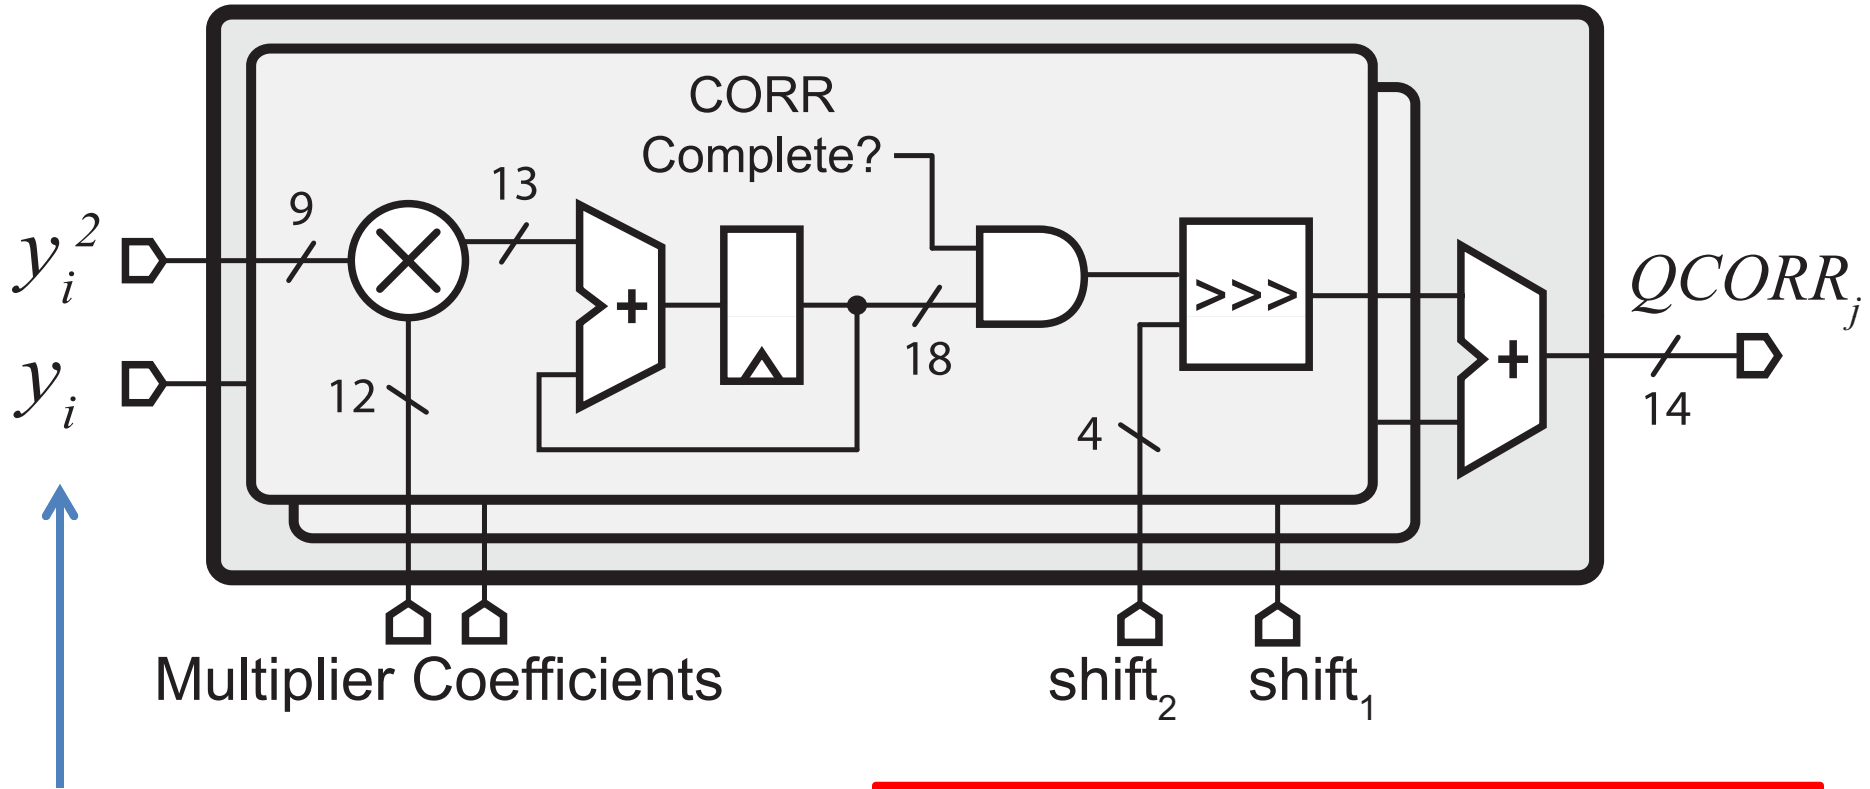 CORR
Complete?
9
13
y_i^2
>>>
QCORR_j
+
+
18
y_i
12
4
14
Multiplier Coefficients
shift_2
shift_1